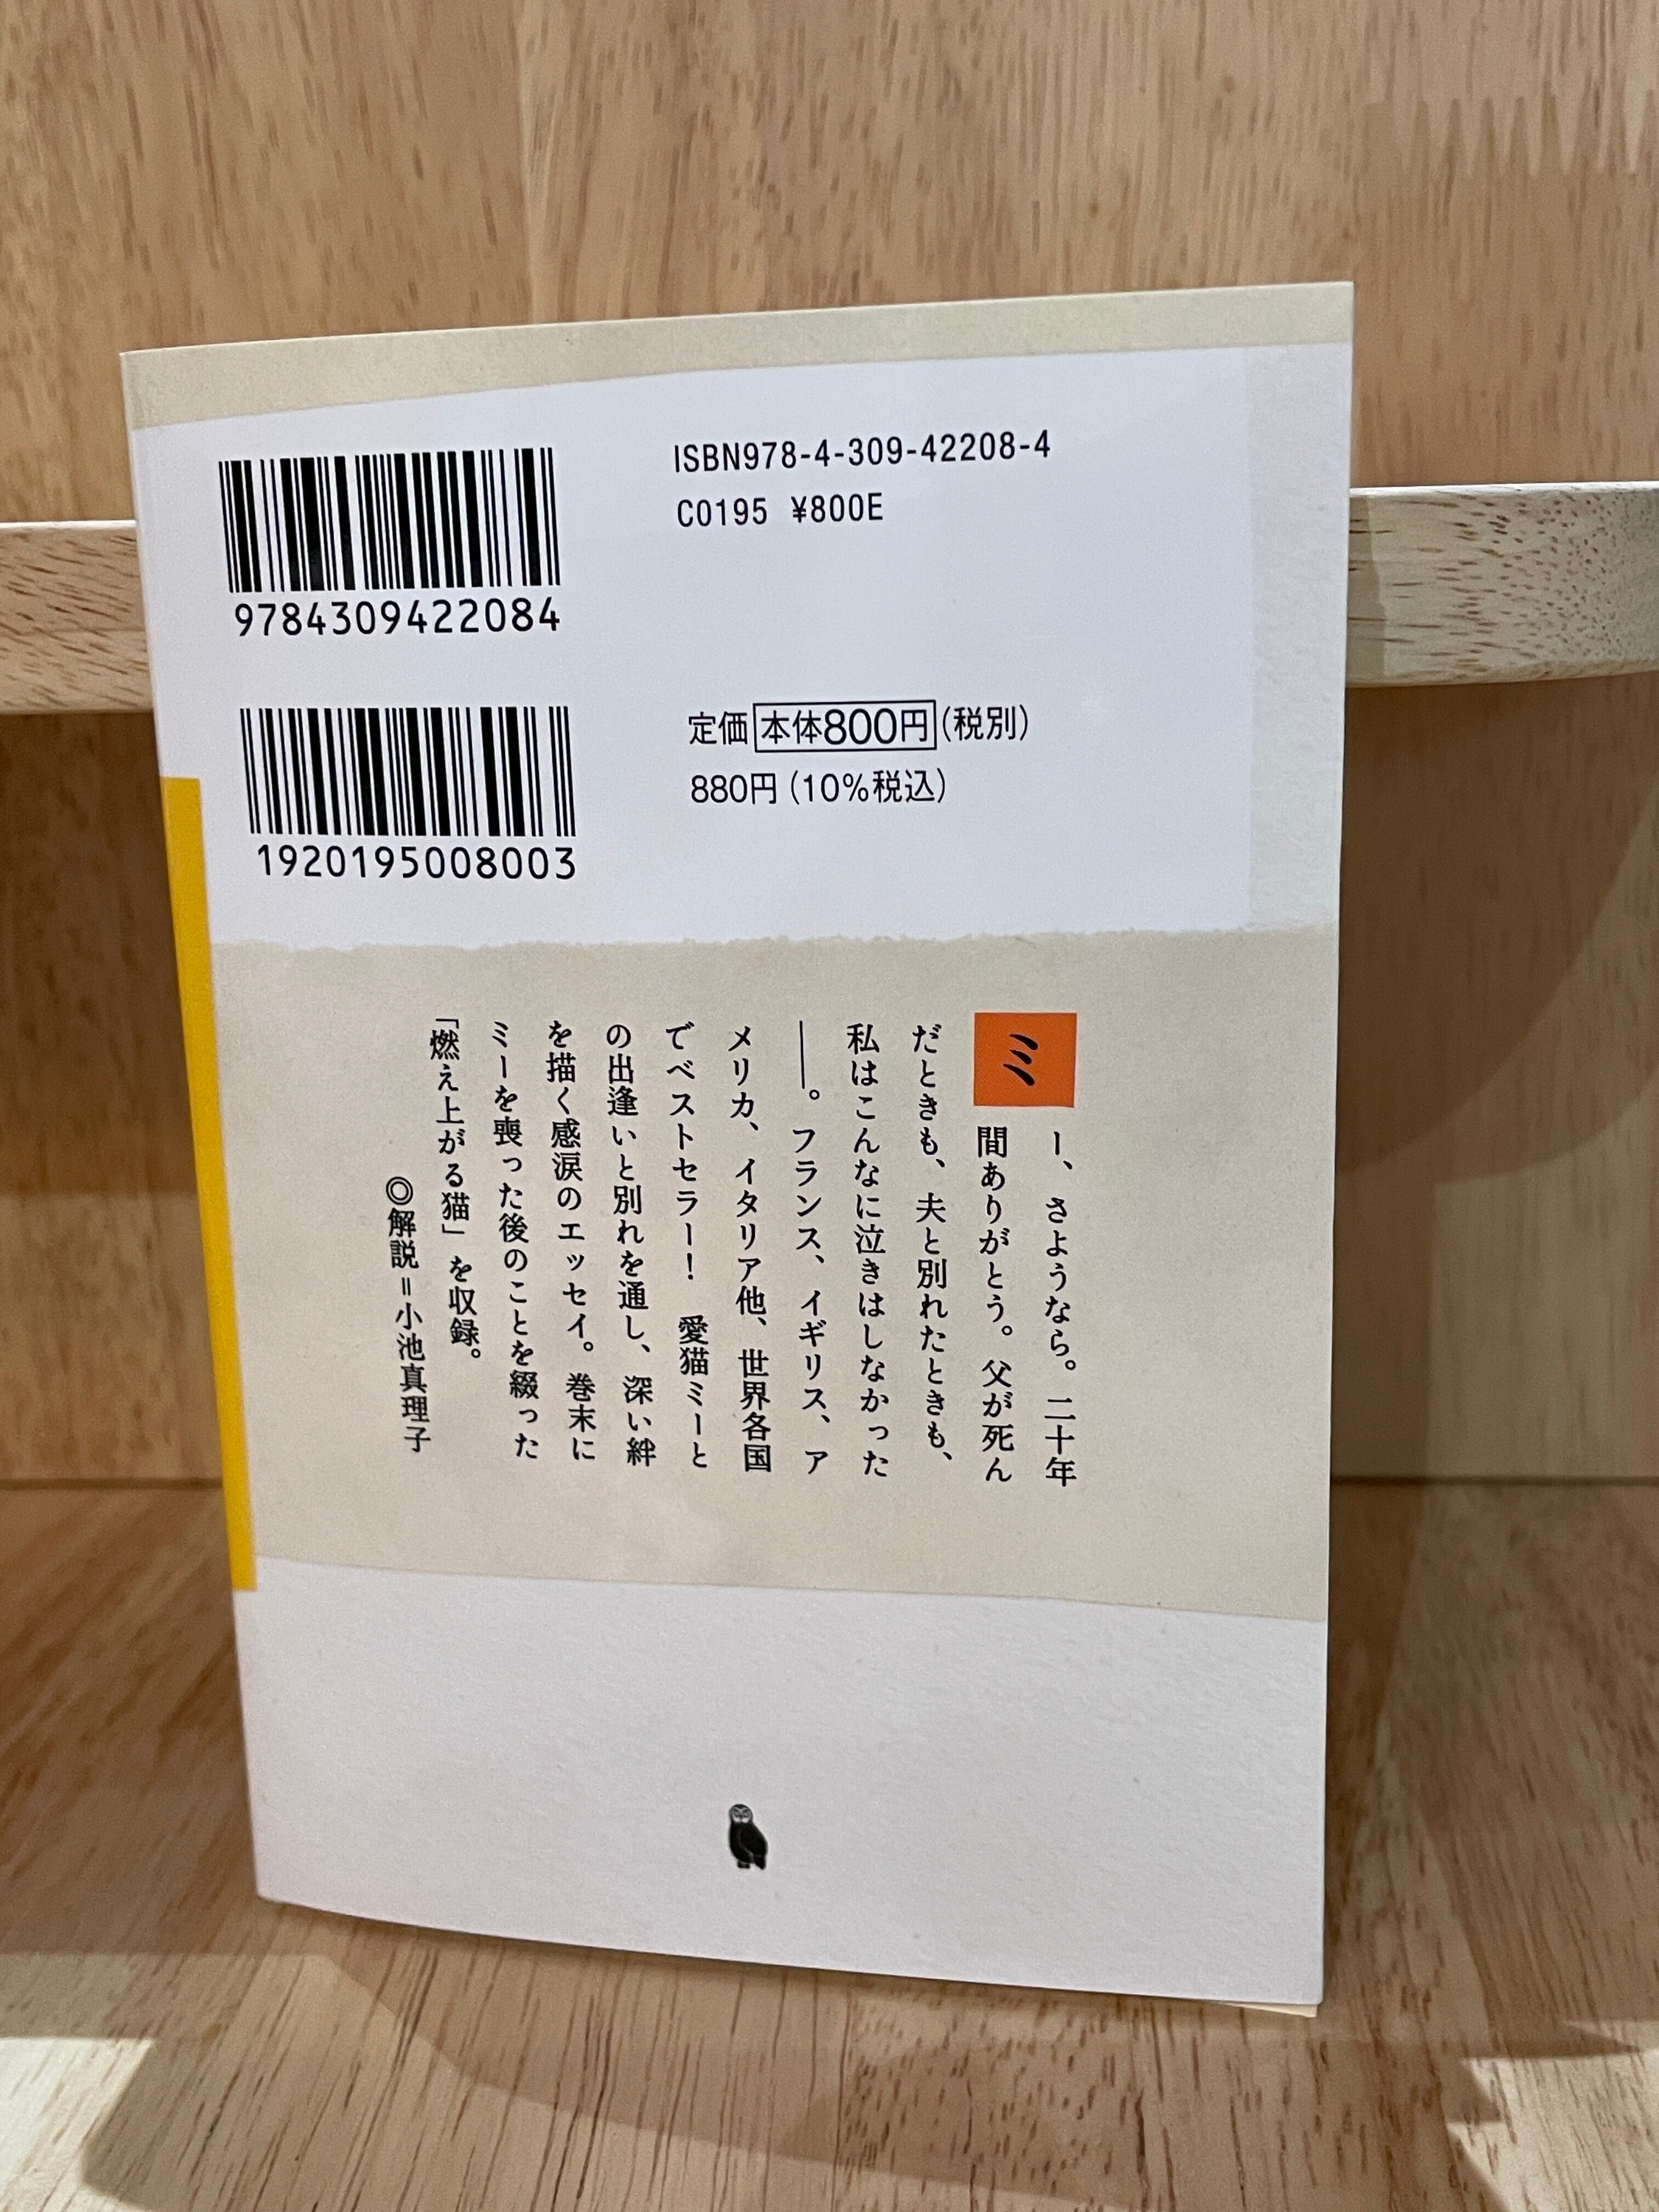 ISBN978-4-309-42208-4
C0195 ¥800E
9784309422084
定価 本体800円(税別)
880円(10%税込)
1920195008003
ミー、さようなら。二十年
間ありがとう。父が死ん
だときも、夫と別れたときも、
私はこんなに泣きはしなかった
――。フランス、イギリス、ア
メリカ、イタリア他、世界各国
でベストセラー! 愛猫ミーと
の出逢いと別れを通し、深い絆
を描く感涙のエッセイ。巻末に
ミーを喪った後のことを綴った
「燃え上がる猫」を収録。
◎解説=小池真理子